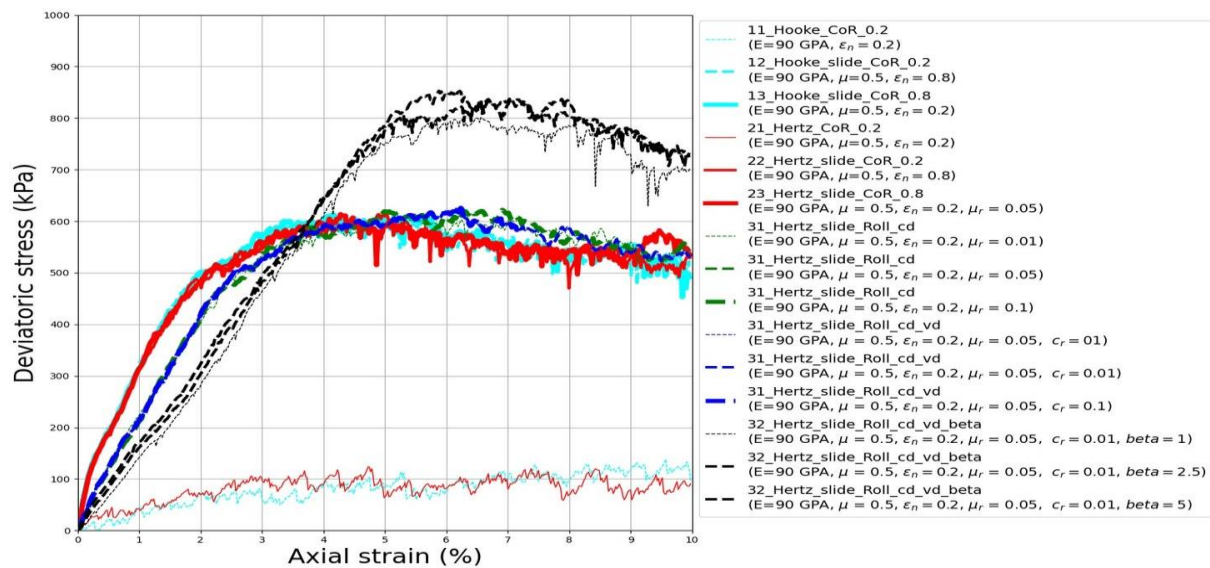 1000
900
800
700
600
500
400
300
200
100
0
Deviatoric stress (kPa)
0 1 2 3 4 5 6 7 8 9 10
Axial strain (%)
11_Hooke_CoR_0.2
(E=90 GPA, εn = 0.2)
12_Hooke_slide_CoR_0.2
(E=90 GPA, μ=0.5, εn = 0.8)
13_Hooke_slide_CoR_0.8
(E=90 GPA, μ=0.5, εn = 0.2)
21_Hertz_CoR_0.2
(E=90 GPA, μ=0.5, εn = 0.2)
22_Hertz_slide_CoR_0.2
(E=90 GPA, μ=0.5, εn = 0.8)
23_Hertz_slide_CoR_0.8
(E=90 GPA, μ = 0.5, εn = 0.2, μr = 0.05)
31_Hertz_slide_Roll_cd
(E=90 GPA, μ = 0.5, εn = 0.2, μr = 0.01)
31_Hertz_slide_Roll_cd
(E=90 GPA, μ = 0.5, εn = 0.2, μr = 0.05)
31_Hertz_slide_Roll_cd
(E=90 GPA, μ = 0.5, εn = 0.2, μr = 0.1)
31_Hertz_slide_Roll_cd_vd
(E=90 GPA, μ = 0.5, εn = 0.2, μr = 0.05, cr = 01)
31_Hertz_slide_Roll_cd_vd
(E=90 GPA, μ = 0.5, εn = 0.2, μr = 0.05, cr = 0.01)
31_Hertz_slide_Roll_cd_vd
(E=90 GPA, μ = 0.5, εn = 0.2, μr = 0.05, cr = 0.1)
32_Hertz_slide_Roll_cd_vd_beta
(E=90 GPA, μ = 0.5, εn = 0.2, μr = 0.05, cr = 0.01, beta = 1)
32_Hertz_slide_Roll_cd_vd_beta
(E=90 GPA, μ = 0.5, εn = 0.2, μr = 0.05, cr = 0.01, beta = 2.5)
32_Hertz_slide_Roll_cd_vd_beta
(E=90 GPA, μ = 0.5, εn = 0.2, μr = 0.05, cr = 0.01, beta = 5)